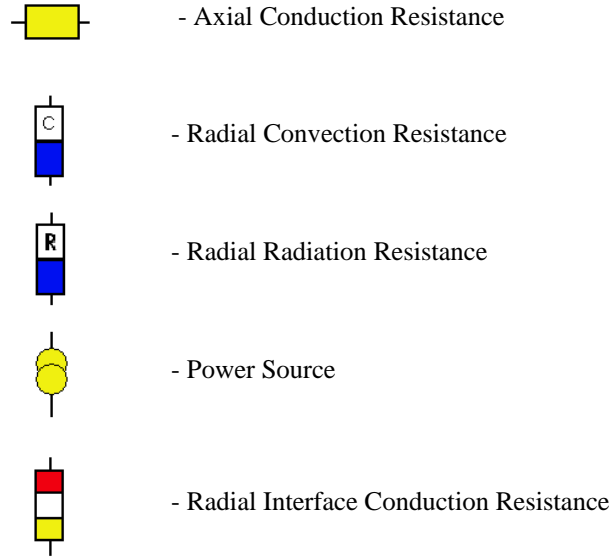 - Axial Conduction Resistance
C
- Radial Convection Resistance
R
- Radial Radiation Resistance
- Power Source
- Radial Interface Conduction Resistance